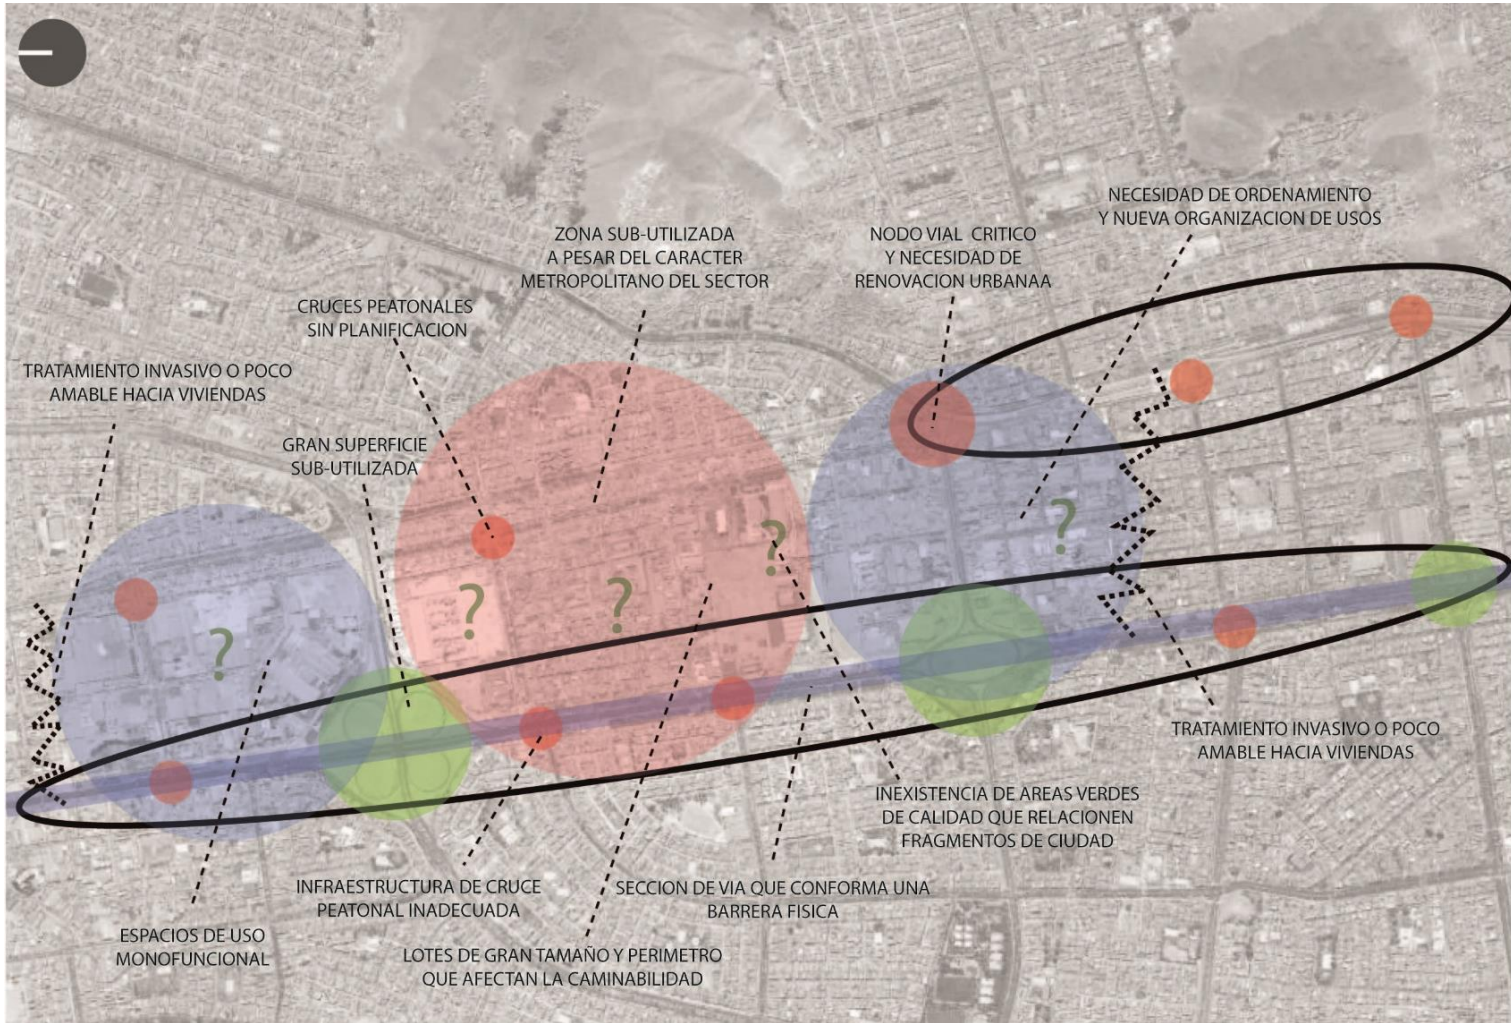 NECESIDAD DE ORDENAMIENTO
Y NUEVA ORGANIZACION DE USOS
ZONA SUB-UTILIZADA
A PESAR DEL CARACTER
METROPOLITANO DEL SECTOR
NODO VIAL CRITICO
Y NECESIDAD DE
RENOVACION URBANAA
CRUCES PEATONALES
SIN PLANIFICACION
TRATAMIENTO INVASIVO O POCO
AMABLE HACIA VIVIENDAS
GRAN SUPERFICIE
SUB-UTILIZADA
?
?
?
?
?
TRATAMIENTO INVASIVO O POCO
AMABLE HACIA VIVIENDAS
INEXISTENCIA DE AREAS VERDES
DE CALIDAD QUE RELACIONEN
FRAGMENTOS DE CIUDAD
INFRAESTRUCTURA DE CRUCE
PEATONAL INADECUADA
SECCION DE VIA QUE CONFORMA UNA
BARRERA FISICA
ESPACIOS DE USO
MONOFUNCIONAL
LOTES DE GRAN TAMAÑO Y PERIMETRO
QUE AFECTAN LA CAMINABILIDAD